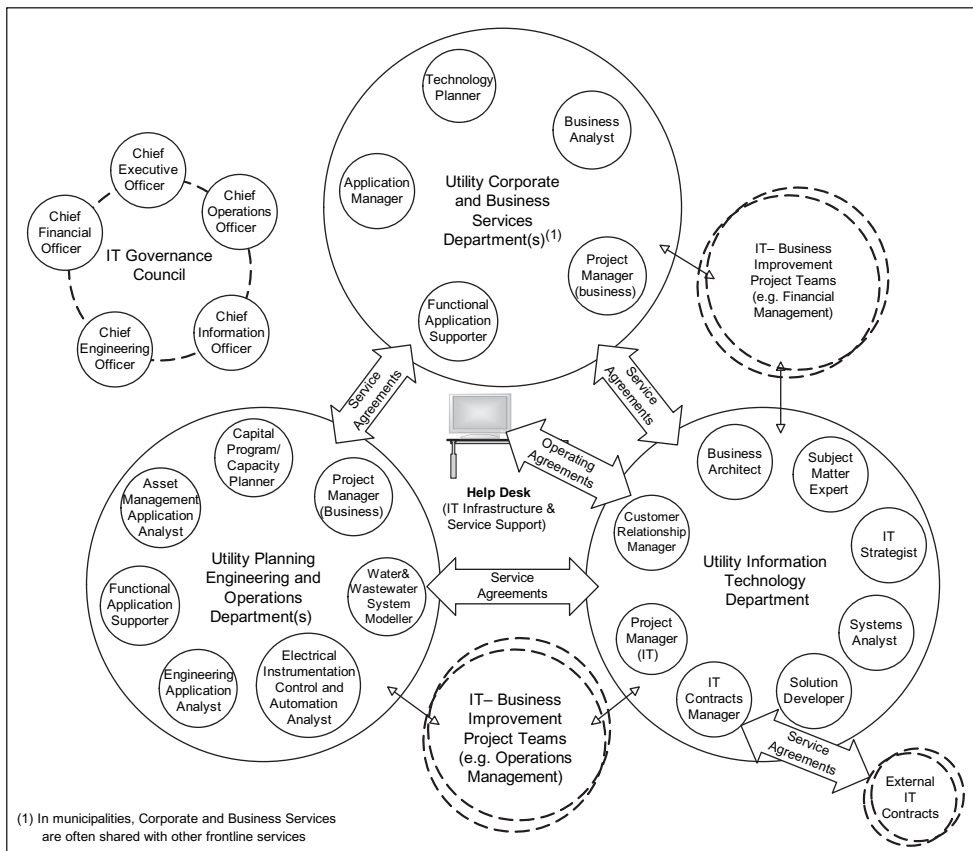 Technology
Planner
Business
Analyst
Application
Manager
Utility Corporate
and Business
Services
Department(s)(1)
Project
Manager
(business)
Functional
Application
Supporter
Chief
Executive
Officer
Chief
Operations
Officer
Chief
Financial
Officer
IT Governance
Council
Chief
Engineering
Officer
Chief
Information
Officer
IT– Business
Improvement
Project Teams
(e.g. Financial
Management)
Service
Agreements
Service
Agreements
Operating
Agreements
Help Desk
(IT Infrastructure &
Service Support)
Capital
Program/
Capacity
Planner
Asset
Management
Application
Analyst
Project
Manager
(Business)
Utility Planning
Engineering and
Operations
Department(s)
Functional
Application
Supporter
Water&
Wastewater
System
Modeller
Engineering
Application
Analyst
Electrical
Instrumentation
Control and
Automation
Analyst
Service
Agreements
Business
Architect
Subject
Matter
Expert
Customer
Relationship
Manager
IT
Strategist
Utility Information
Technology
Department
Project
Manager
(IT)
Systems
Analyst
IT
Contracts
Manager
Solution
Developer
IT– Business
Improvement
Project Teams
(e.g. Operations
Management)
Service
Agreements
External
IT
Contracts
(1) In municipalities, Corporate and Business Services
are often shared with other frontline services